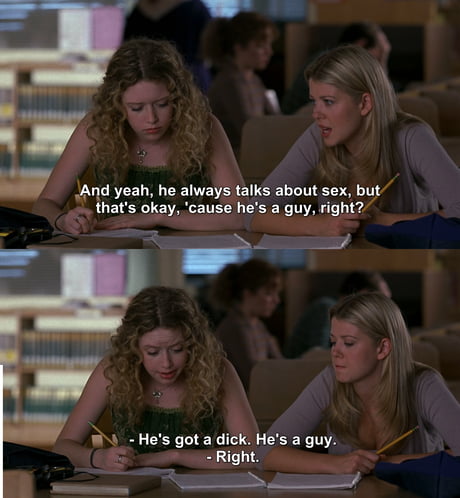 And yeah, he always talks about sex, but
that's okay, 'cause he's a guy, right?
- He's got a dick. He's a guy.
- Right.